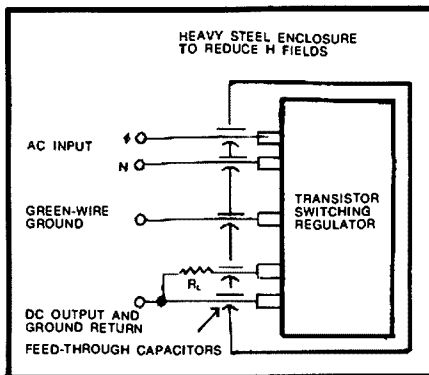 HEAVY STEEL ENCLOSURE
TO REDUCE H FIELDS
AC INPUT
ϕ
N
GREEN-WIRE
GROUND
TRANSISTOR
SWITCHING
REGULATOR
RL
DC OUTPUT AND
GROUND RETURN
FEED-THROUGH CAPACITORS